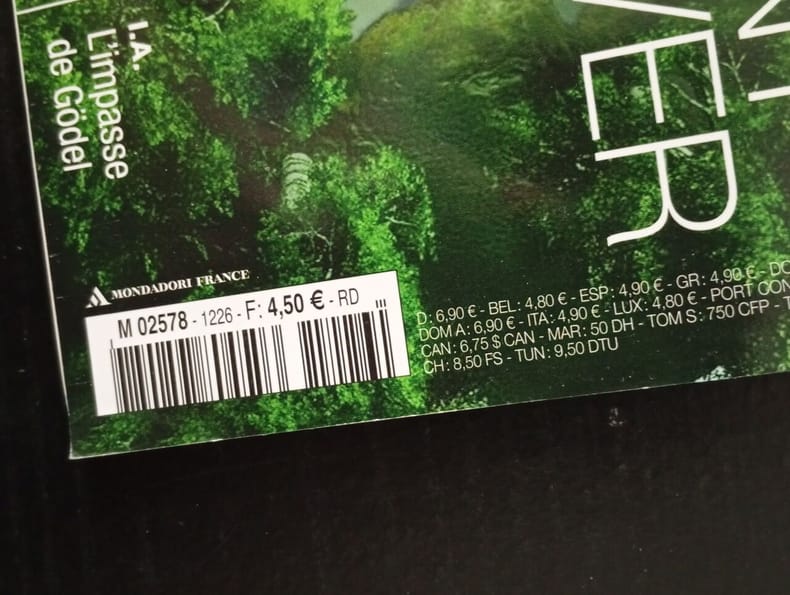 I.A.
L'impasse
de Gödel
VER
MONDADORI FRANCE
M 02578 - 1226 - F: 4,50 € - RD
D : 6,90 € - BEL : 4,80 € - ESP : 4,90 € - GR : 4,90 € - DO
DOM A : 6,90 € - ITA : 4,90 € - LUX : 4,80 € - PORT CON
CAN : 6,75 $ CAN - MAR : 50 DH - TOM S : 750 CFP - T
CH : 8,50 FS - TUN : 9,50 DTU